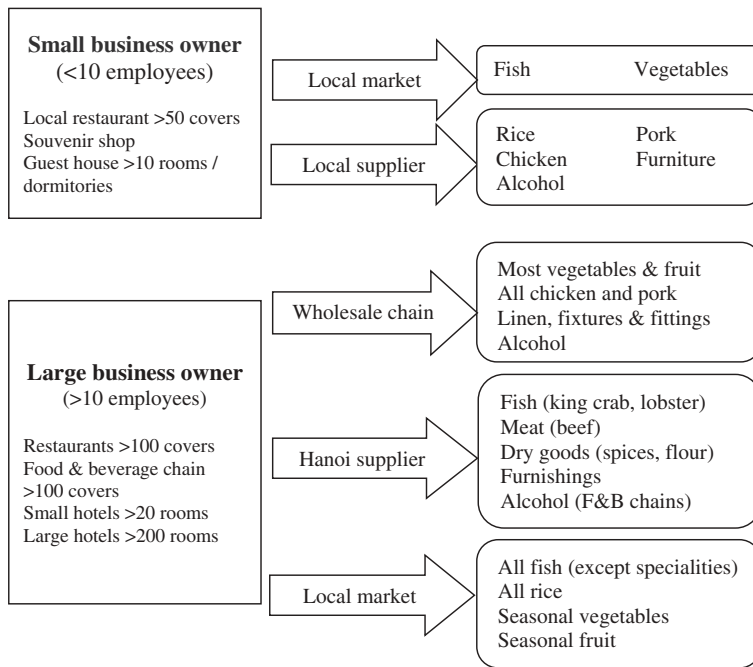 Small business owner
(<10 employees)
Local restaurant >50 covers
Souvenir shop
Guest house >10 rooms /
dormitories
Local market
Fish Vegetables
Local supplier
Rice Pork
Chicken Furniture
Alcohol
Large business owner
(>10 employees)
Restaurants >100 covers
Food & beverage chain
>100 covers
Small hotels >20 rooms
Large hotels >200 rooms
Wholesale chain
Most vegetables & fruit
All chicken and pork
Linen, fixtures & fittings
Alcohol
Hanoi supplier
Fish (king crab, lobster)
Meat (beef)
Dry goods (spices, flour)
Furnishings
Alcohol (F&B chains)
Local market
All fish (except specialities)
All rice
Seasonal vegetables
Seasonal fruit